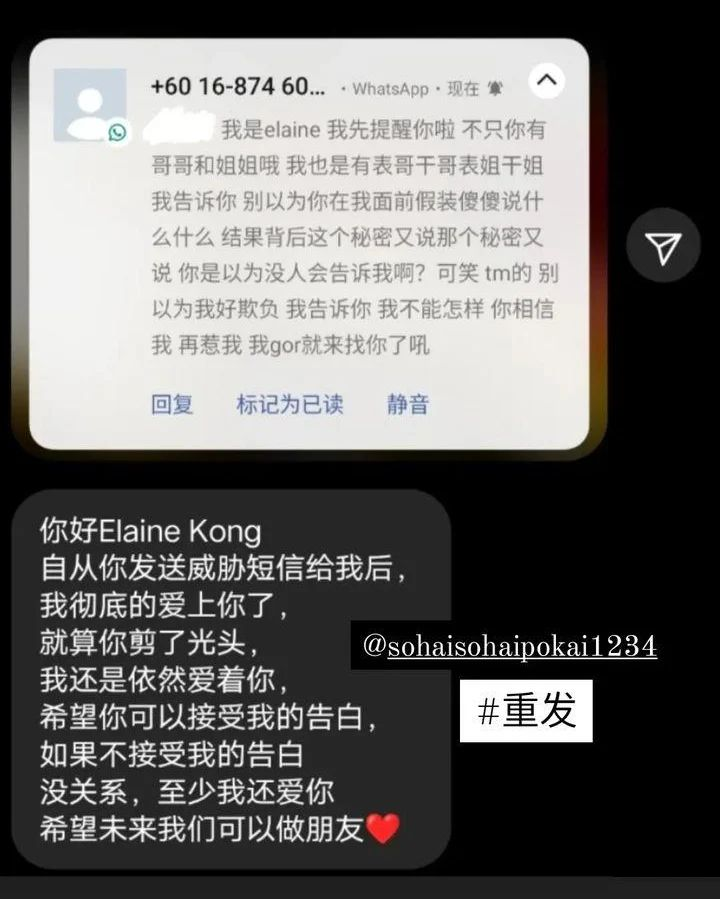 +60 16-874 60... · WhatsApp · 现在
我是elaine 我先提醒你啦 不只你有
哥哥和姐姐哦 我也是有表哥干哥表姐干姐
我告诉你 别以为你在我面前假装傻傻说什
么什么 结果背后这个秘密又说那个秘密又
说 你是以为没人会告诉我啊？可笑 tm的 别
以为我好欺负 我告诉你 我不能怎样 你相信
我 再惹我 我gor就来找你了吼
回复 标记为已读 静音
你好Elaine Kong
自从你发送威胁短信给我后，
我彻底的爱上你了，
就算你剪了光头，
我还是依然爱着你，
希望你可以接受我的告白，
如果不接受我的告白
没关系，至少我还爱你
希望未来我们可以做朋友❤️
@sohaisohaipokai1234
#重发